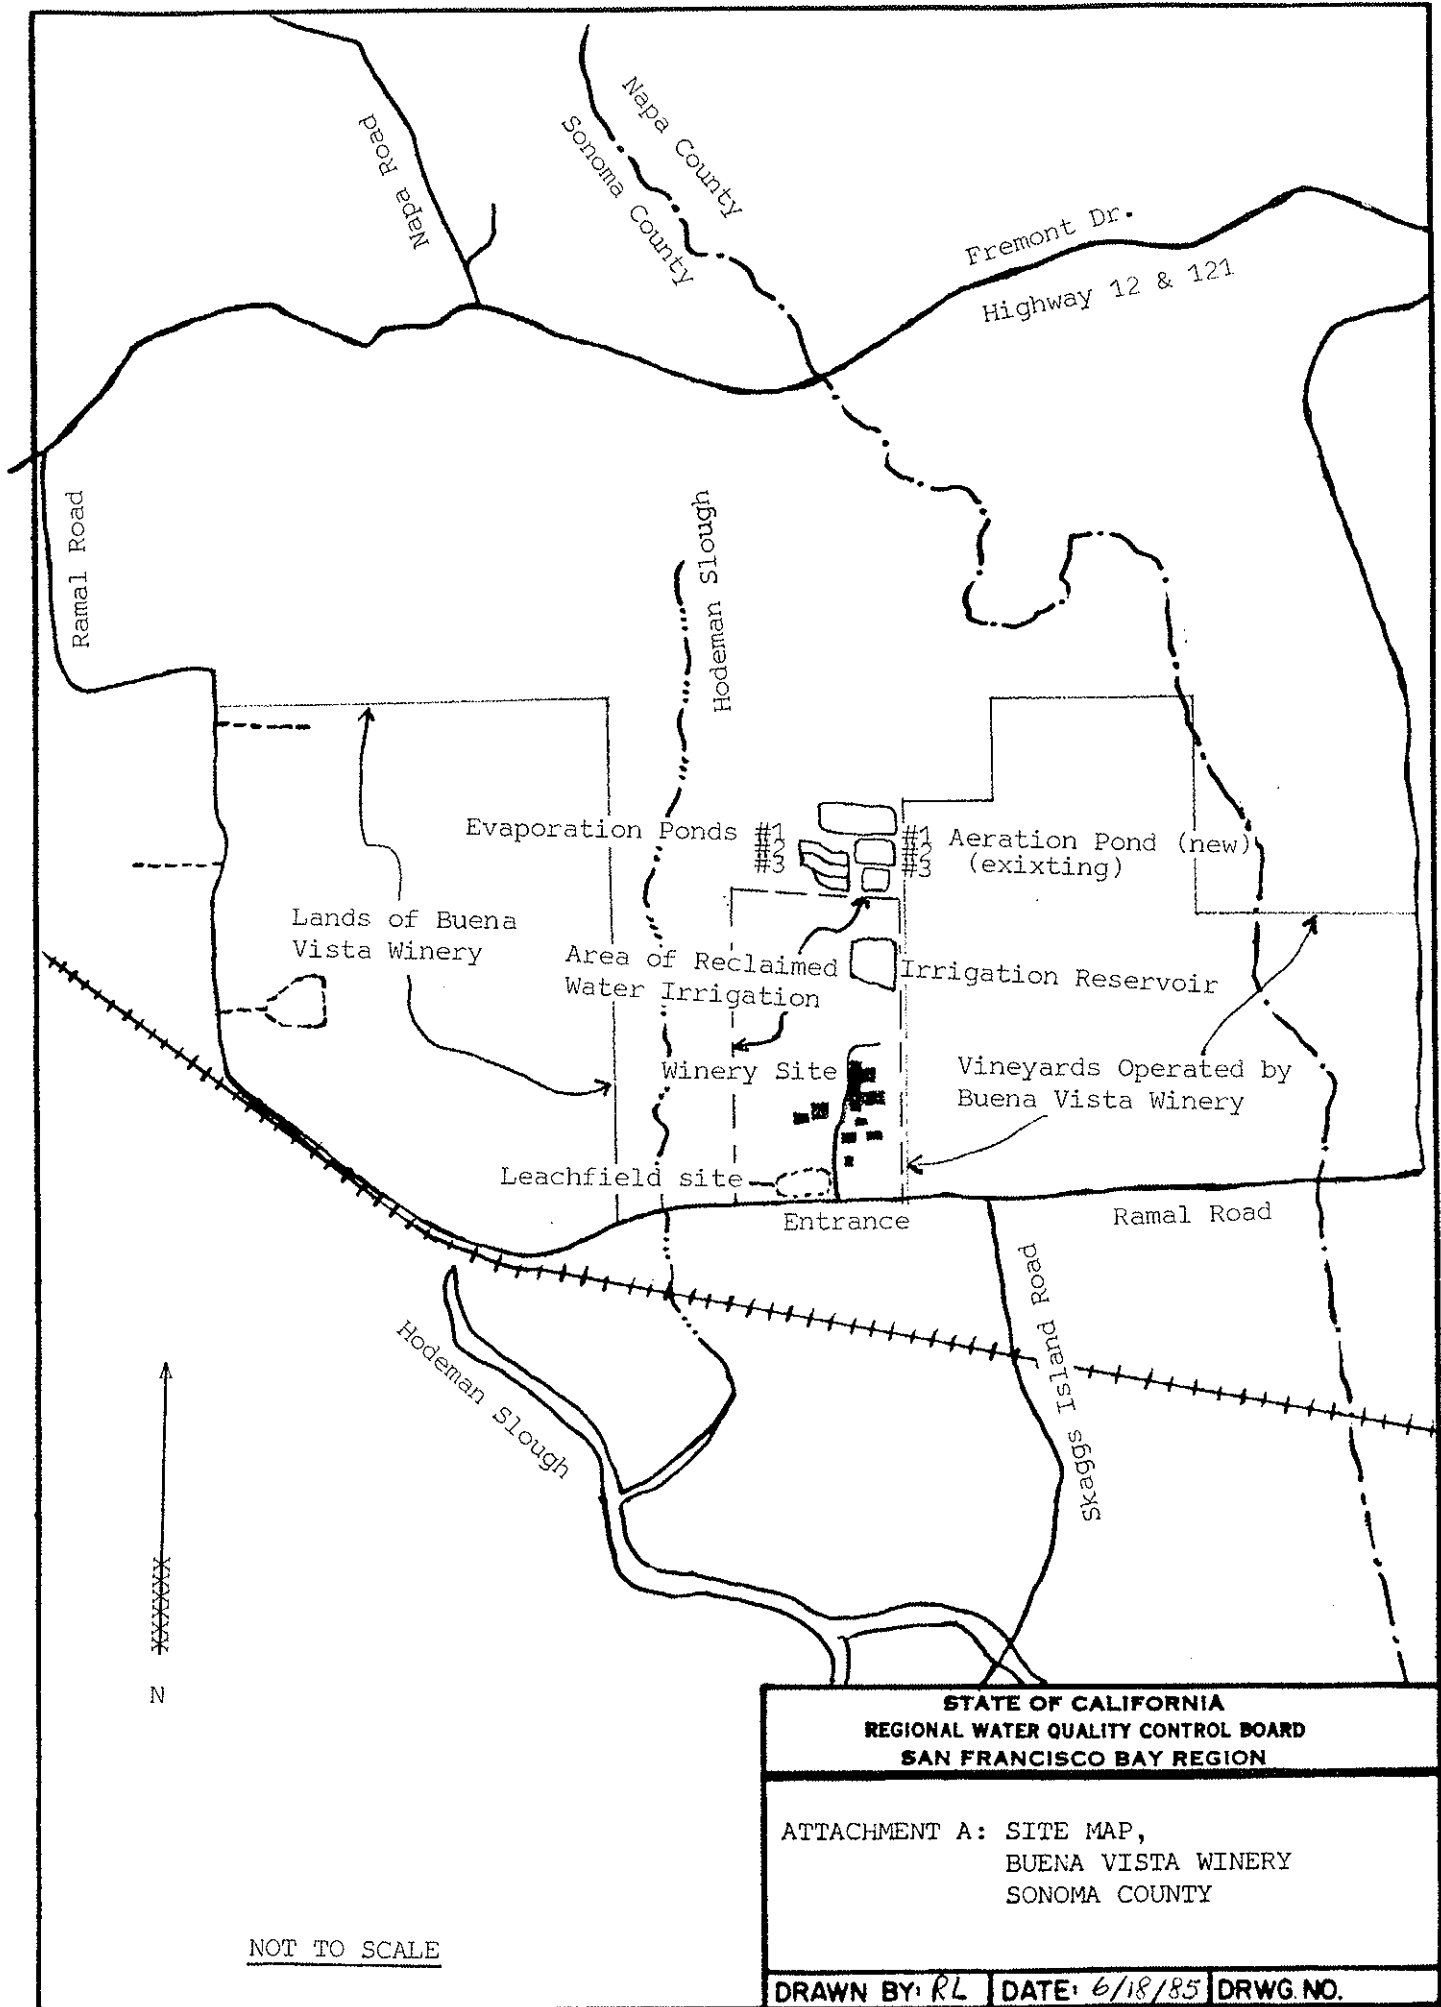 Napa Road
Napa County
Sonoma County
Fremont Dr.
Highway 12 & 121
Ramal Road
Hodeman Slough
Evaporation Ponds #1
#2
#3
#1 Aeration Pond (new)
#2
#3 (exixting)
Lands of Buena
Vista Winery
Area of Reclaimed
Water Irrigation
Irrigation Reservoir
Winery Site
Vineyards Operated by
Buena Vista Winery
Leachfield site
Entrance
Ramal Road
Skaggs Island Road
Hodeman Slough
XXXXXX
N
STATE OF CALIFORNIA
REGIONAL WATER QUALITY CONTROL BOARD
SAN FRANCISCO BAY REGION
ATTACHMENT A: SITE MAP,
BUENA VISTA WINERY
SONOMA COUNTY
NOT TO SCALE
DRAWN BY: RL DATE: 6/18/85 DRWG. NO.